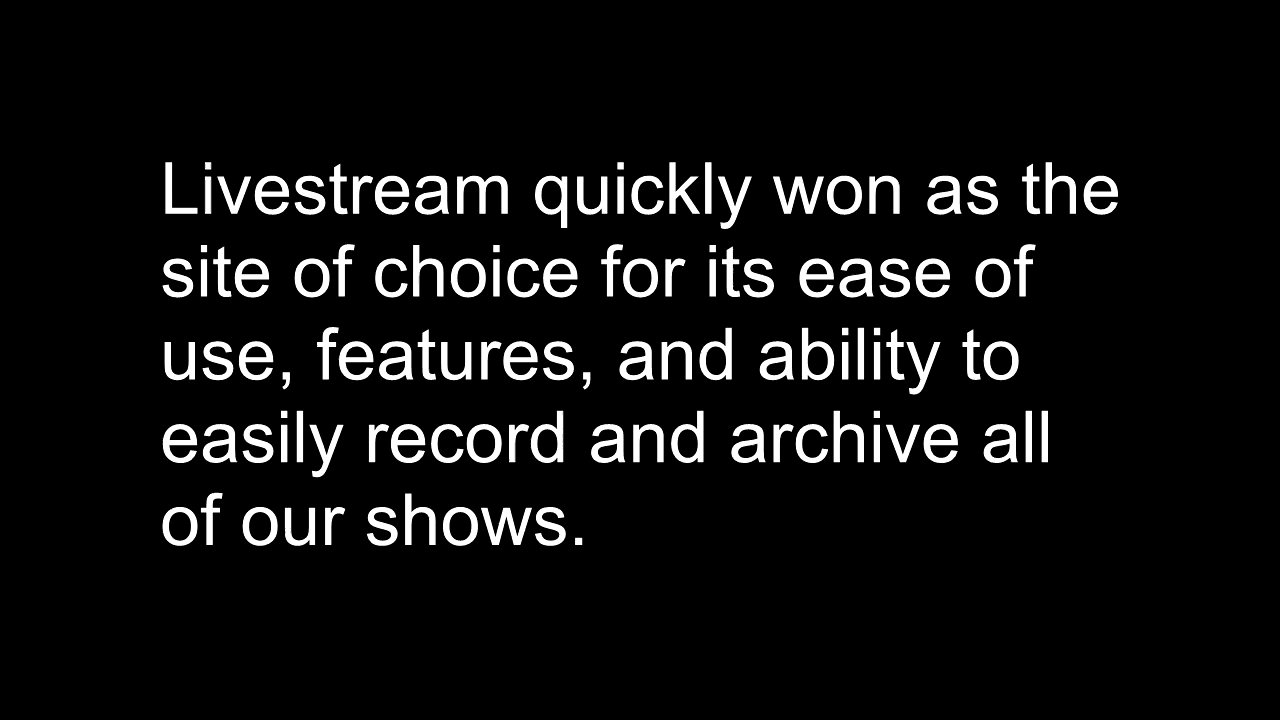 Livestream quickly won as the
site of choice for its ease of
use, features, and ability to
easily record and archive all
of our shows.